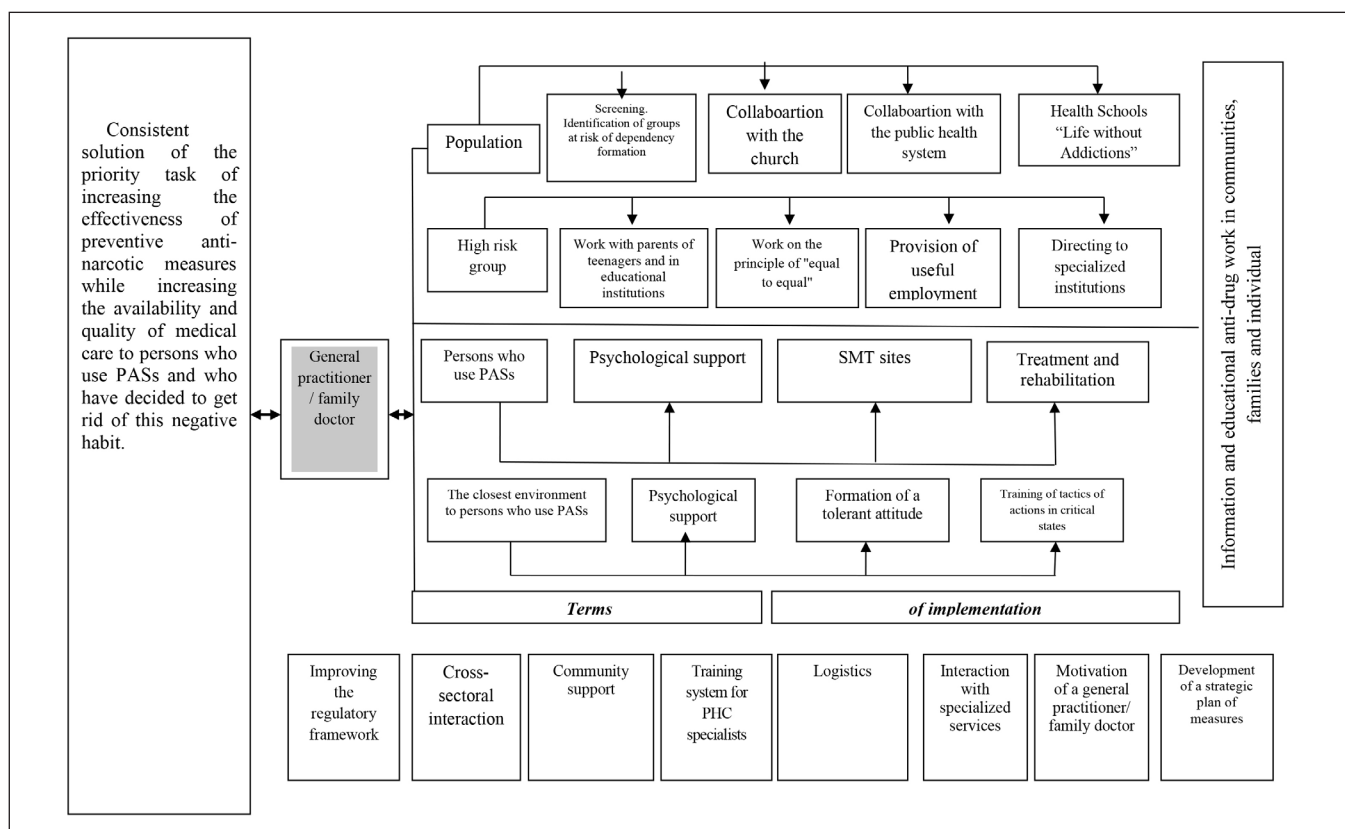 Consistent
solution of the
priority task of
increasing the
effectiveness of
preventive anti-
narcotic measures
while increasing
the availability and
quality of medical
care to persons who
use PASs and who
have decided to get
rid of this negative
habit.
General
practitioner
/ family
doctor
Population
Screening.
Identification of groups
at risk of dependency
formation
Collaboartion
with the
church
Collaboartion with
the public health
system
Health Schools
“Life without
Addictions”
High risk
group
Work with parents of
teenagers and in
educational
institutions
Work on the
principle of "equal
to equal"
Provision of
useful
employment
Directing to
specialized
institutions
Persons who
use PASs
Psychological support
SMT sites
Treatment and
rehabilitation
The closest environment
to persons who use PASs
Psychological
support
Formation of a
tolerant attitude
Training of tactics of
actions in critical
states
Terms
of implementation
Improving
the
regulatory
framework
Cross-
sectoral
interaction
Community
support
Training
system for
PHC
specialists
Logistics
Interaction
with
specialized
services
Motivation of a
general
practitioner/
family doctor
Development
of a strategic
plan of
measures
Information and educational anti-drug work in communities,
families and individual